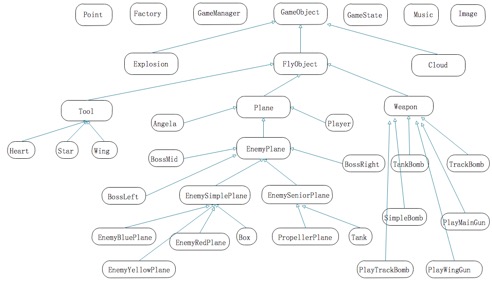 Point
Factory
GameManager
GameObject
GameState
Music
Image
Explosion
FlyObject
Cloud
Tool
Plane
Weapon
Angela
Player
Heart
Star
Wing
BossMid
EnemyPlane
BossRight
TankBomb
TrackBomb
BossLeft
EnemySimplePlane
EnemySeniorPlane
SimpleBomb
PlayMainGun
EnemyBluePlane
EnemyRedPlane
Box
PropellerPlane
Tank
EnemyYellowPlane
PlayTrackBomb
PlayWingGun